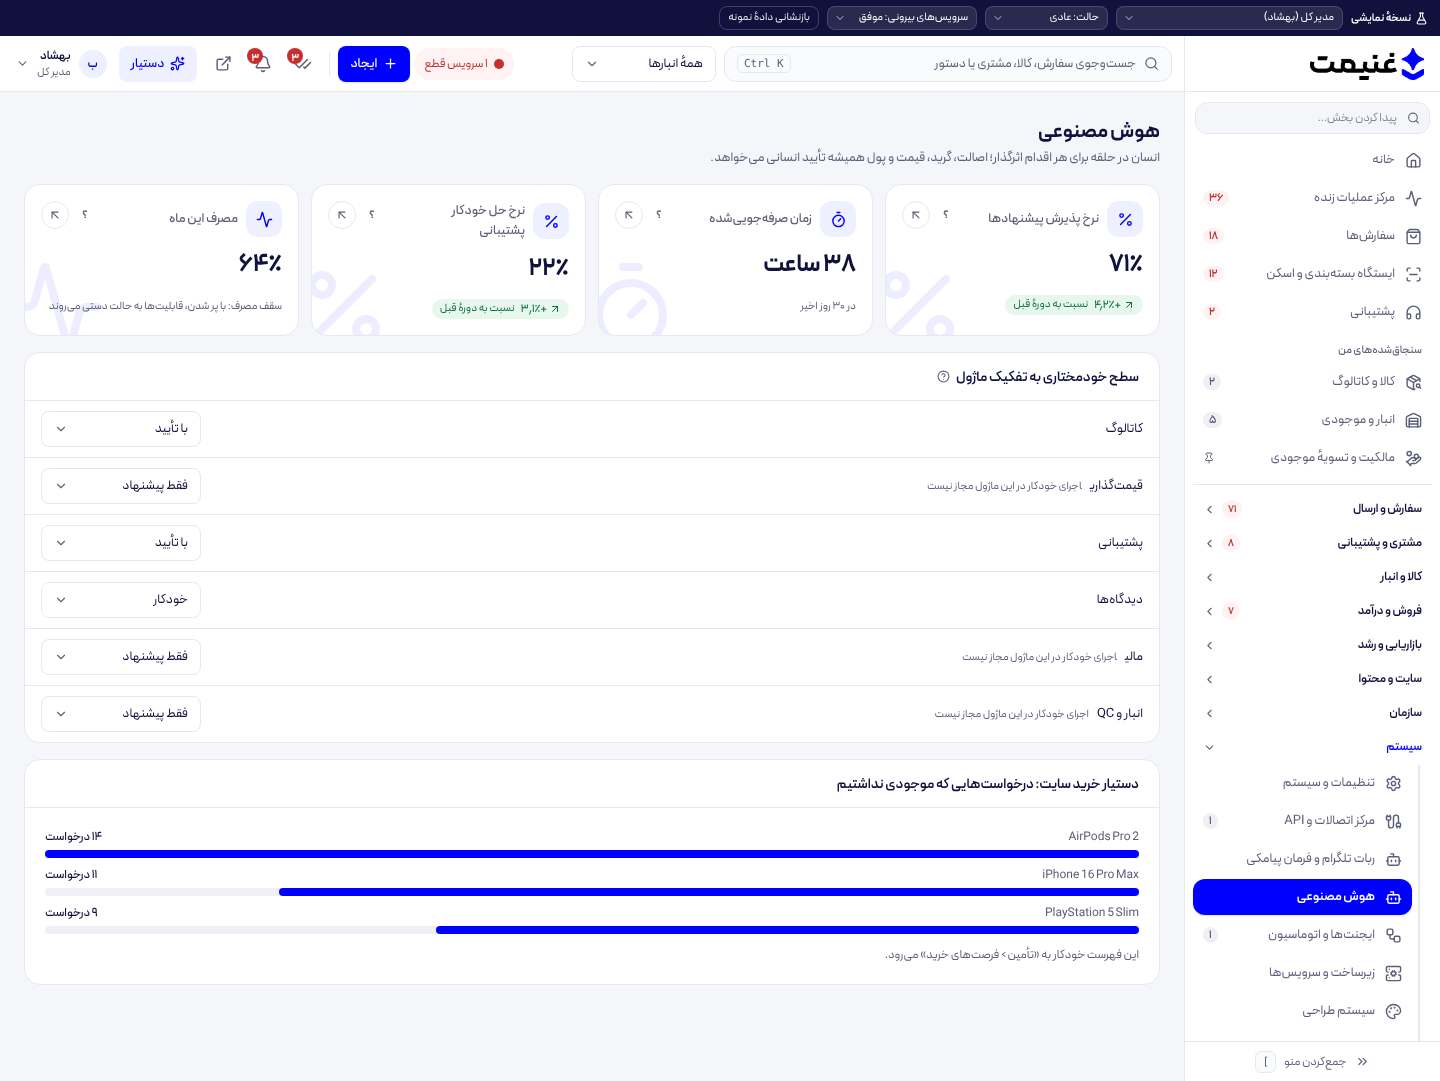 نسخهٔ نمایشی
مدیر کل (بهشاد)
حالت: عادی
سرویس‌های بیرونی: موفق
بازنشانی دادهٔ نمونه
غنیمت
جست‌وجوی سفارش، کالا، مشتری یا دستور
Ctrl K
همهٔ انبارها
۱ سرویس قطع
ایجاد
۳
۳
دستیار
ب
بهشاد
مدیر کل
پیدا کردن بخش...
خانه
مرکز عملیات زنده ۳۶
سفارش‌ها ۱۸
ایستگاه بسته‌بندی و اسکن ۱۲
پشتیبانی ۲
سنجاق‌شده‌های من
کالا و کاتالوگ ۲
انبار و موجودی ۵
مالکیت و تسویهٔ موجودی
سفارش و ارسال ۷۱
مشتری و پشتیبانی ۸
کالا و انبار
فروش و درآمد ۷
بازاریابی و رشد
سایت و محتوا
سازمان
سیستم
تنظیمات و سیستم
مرکز اتصالات و API ۱
ربات تلگرام و فرمان پیامکی
هوش مصنوعی
ایجنت‌ها و اتوماسیون ۱
زیرساخت و سرویس‌ها
سیستم طراحی
جمع‌کردن منو [
هوش مصنوعی
انسان در حلقه برای هر اقدام اثرگذار؛ اصالت، گرید، قیمت و پول همیشه تأیید انسانی می‌خواهد.
نرخ پذیرش پیشنهادها ؟
۷۱٪
+۴٫۲٪ نسبت به دورهٔ قبل
زمان صرفه‌جویی‌شده ؟
۳۸ ساعت
در ۳۰ روز اخیر
نرخ حل خودکار پشتیبانی ؟
۲۲٪
+۳٫۱٪ نسبت به دورهٔ قبل
مصرف این ماه ؟
۶۴٪
سقف مصرف: با پر شدن، قابلیت‌ها به حالت دستی می‌روند
سطح خودمختاری به تفکیک ماژول
کاتالوگ
با تأیید
قیمت‌گذاری اجرای خودکار در این ماژول مجاز نیست
فقط پیشنهاد
پشتیبانی
با تأیید
دیدگاه‌ها
خودکار
مالی اجرای خودکار در این ماژول مجاز نیست
فقط پیشنهاد
انبار و QC اجرای خودکار در این ماژول مجاز نیست
فقط پیشنهاد
دستیار خرید سایت: درخواست‌هایی که موجودی نداشتیم
AirPods Pro 2
۱۴ درخواست
iPhone 16 Pro Max
۱۱ درخواست
PlayStation 5 Slim
۹ درخواست
این فهرست خودکار به «تأمین › فرصت‌های خرید» می‌رود.